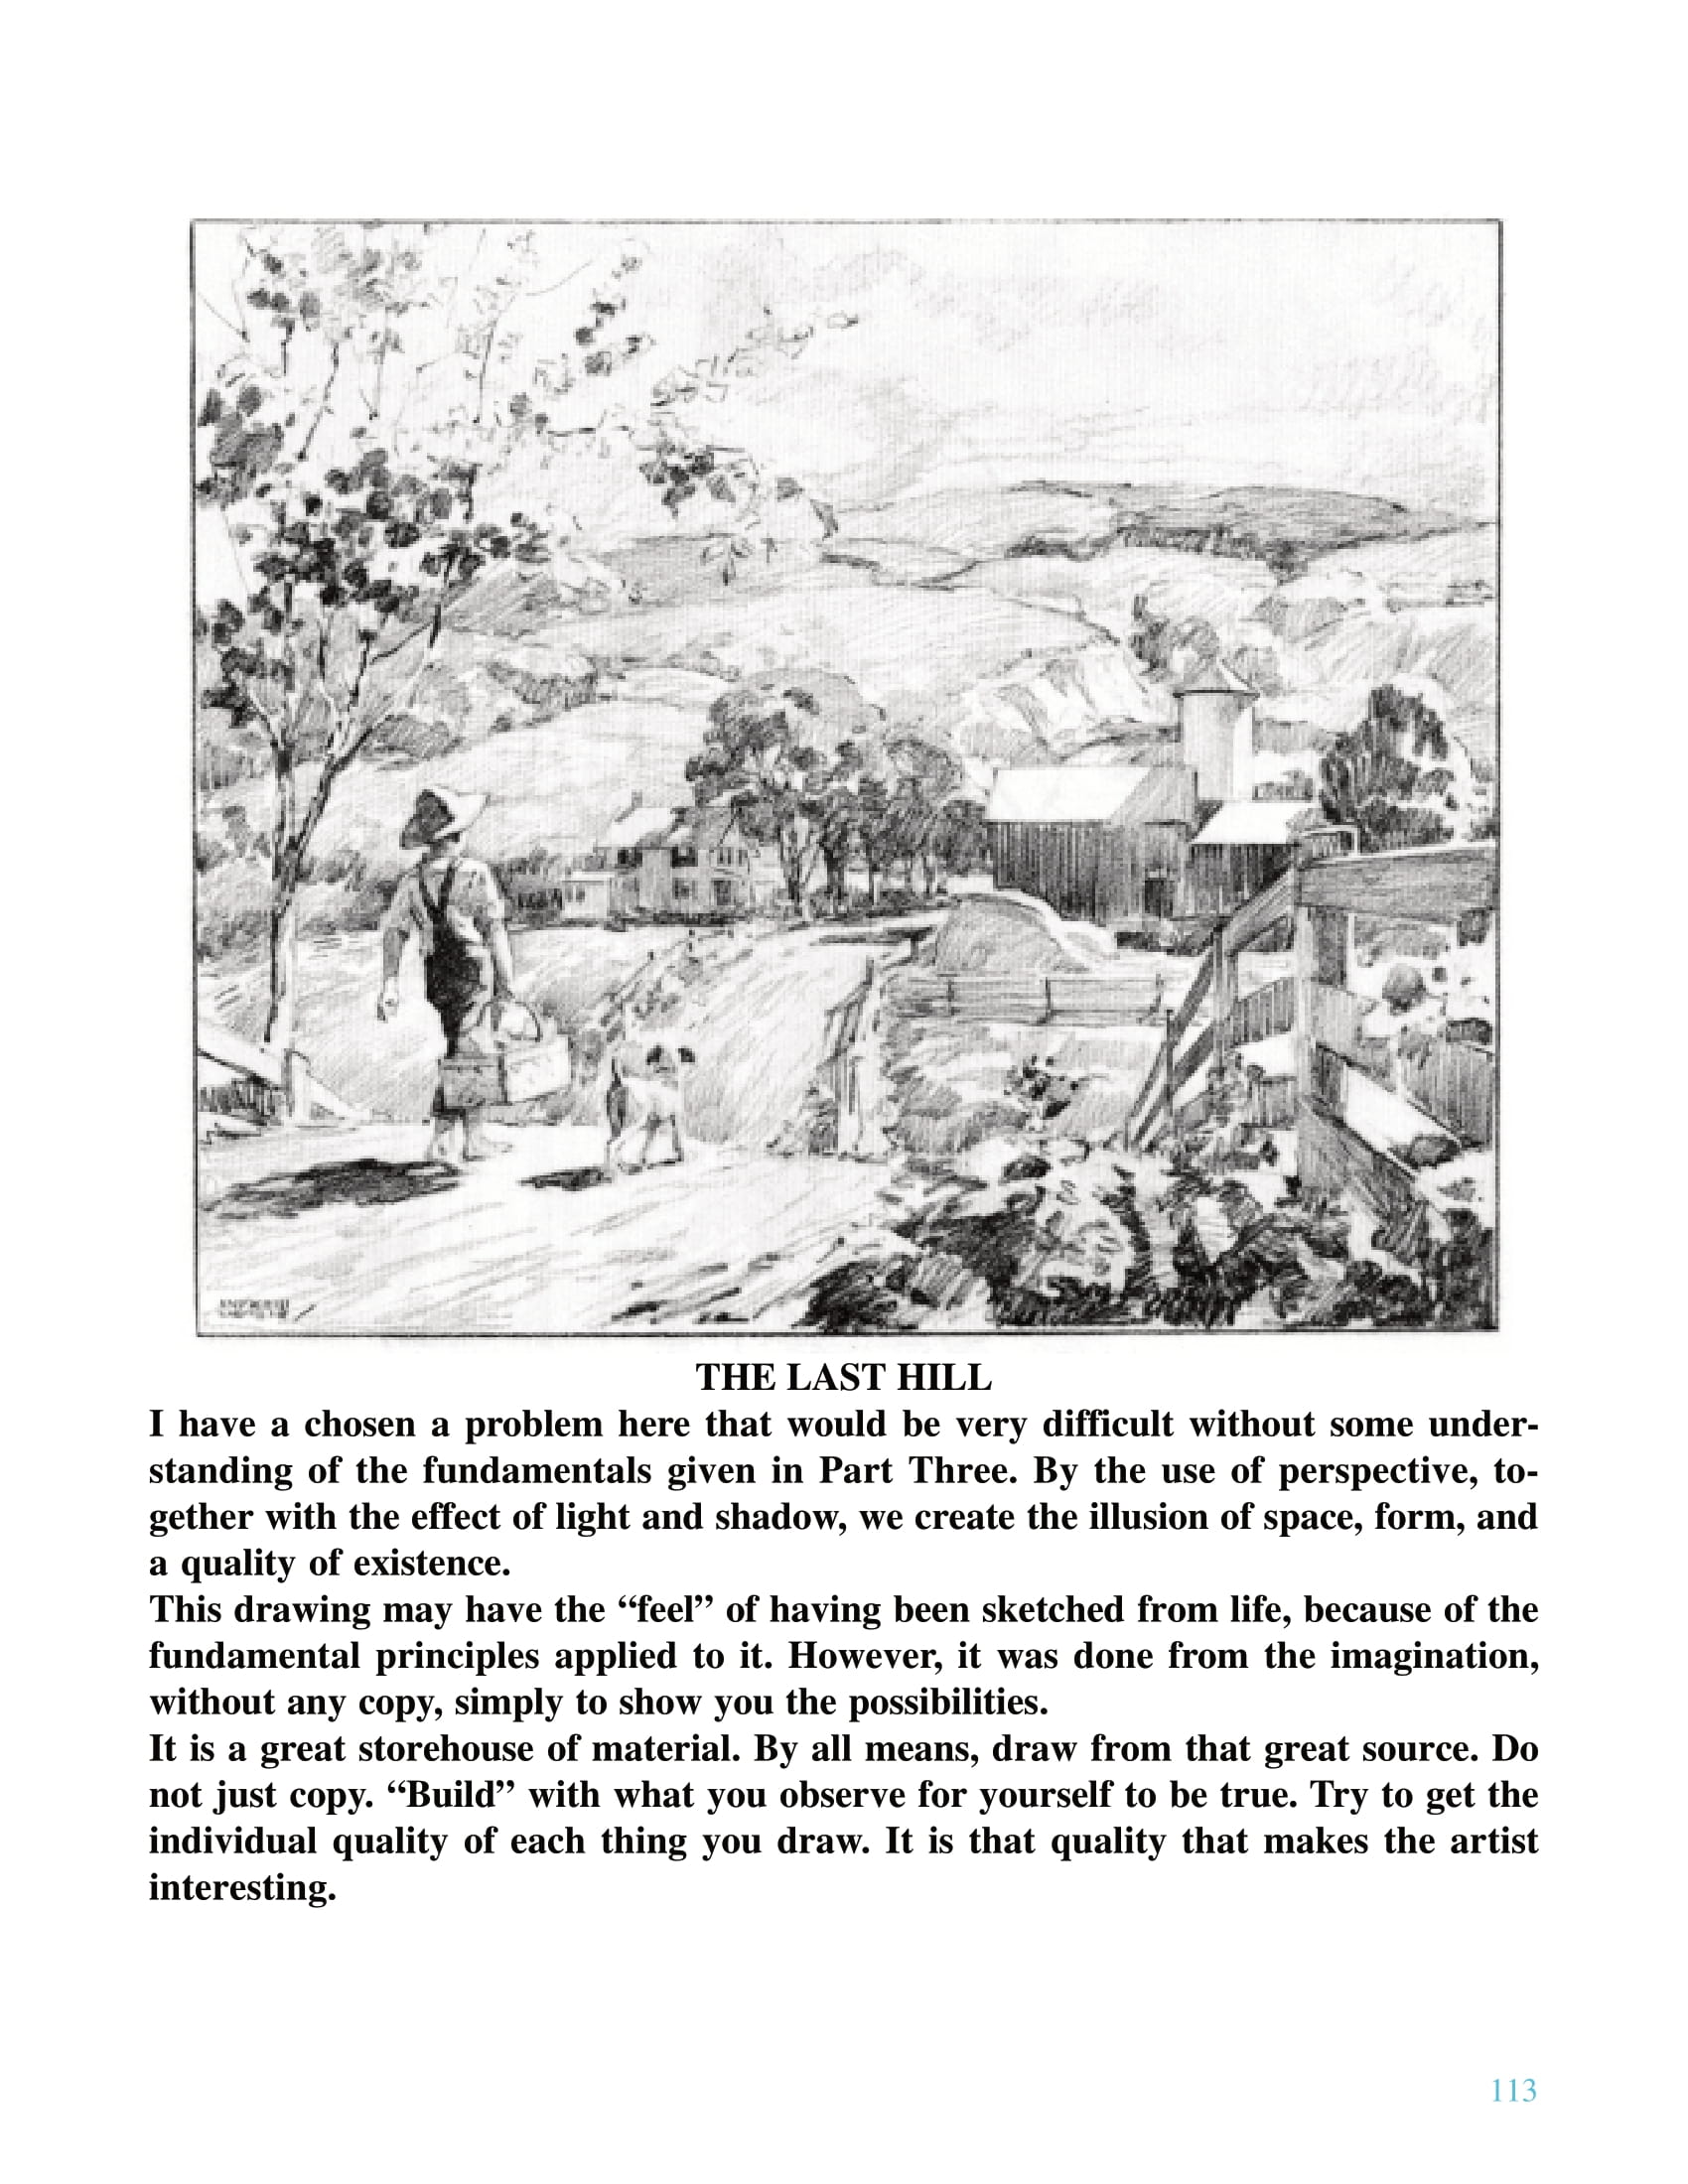 THE LAST HILL
I have a chosen a problem here that would be very difficult without some under-
standing of the fundamentals given in Part Three. By the use of perspective, to-
gether with the effect of light and shadow, we create the illusion of space, form, and
a quality of existence.
This drawing may have the “feel” of having been sketched from life, because of the
fundamental principles applied to it. However, it was done from the imagination,
without any copy, simply to show you the possibilities.
It is a great storehouse of material. By all means, draw from that great source. Do
not just copy. “Build” with what you observe for yourself to be true. Try to get the
individual quality of each thing you draw. It is that quality that makes the artist
interesting.
113